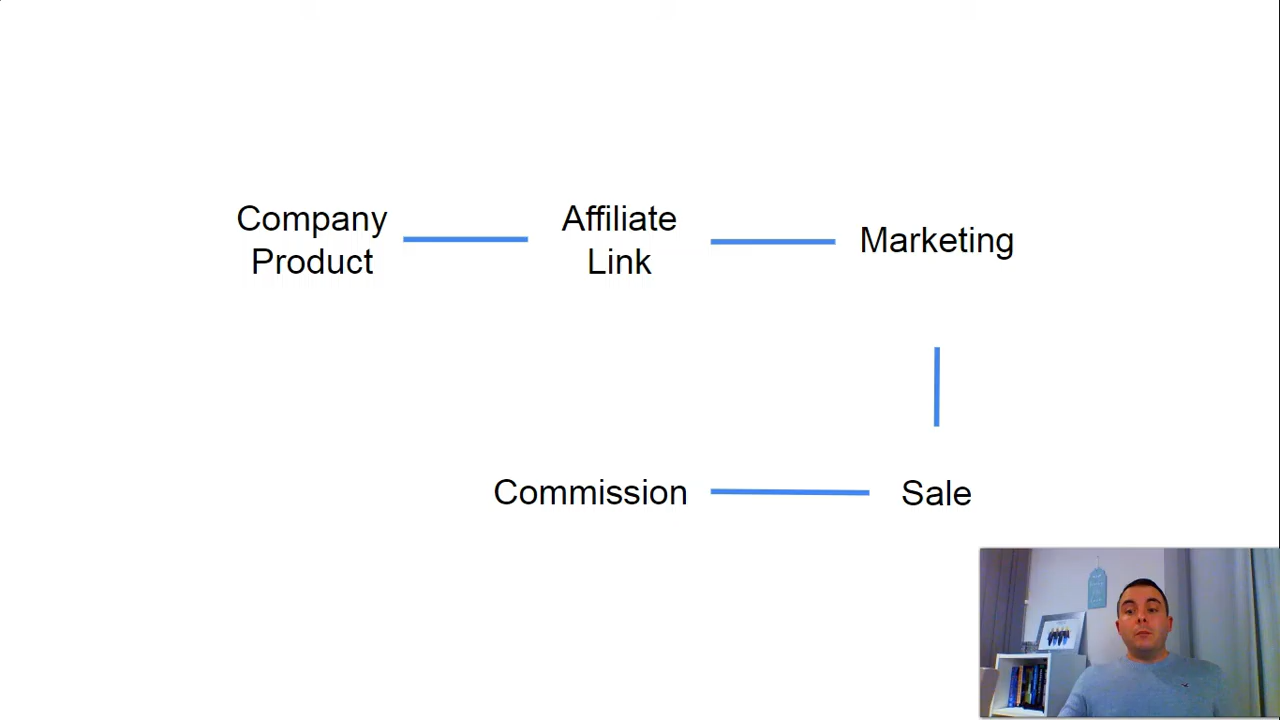 Company
Product
Affiliate
Link
Marketing
Commission
Sale